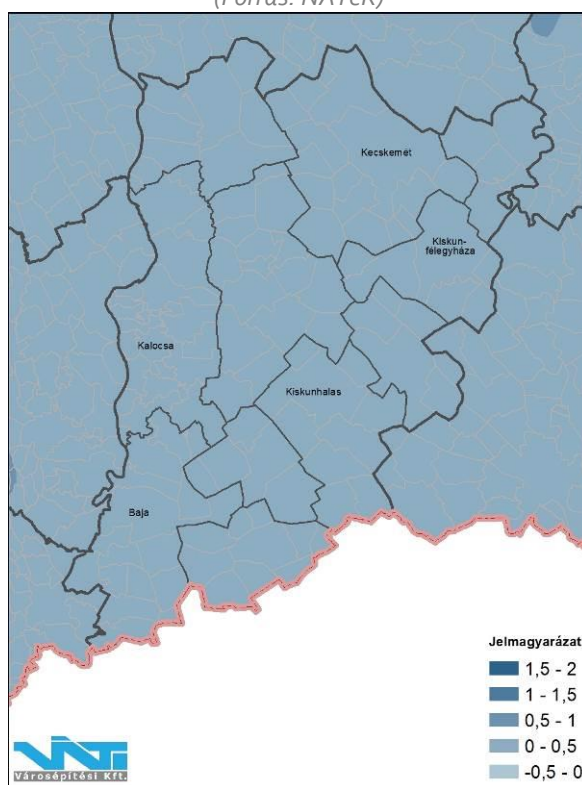 (Forrás: NATéR)
Kecskemét
Kiskun-
félegyháza
Kalocsa
Kiskunhalas
Baja
Jelmagyarázat
1,5 - 2
1 - 1,5
0,5 - 1
0 - 0,5
-0,5 - 0
VÁTI
Városépítési Kft.